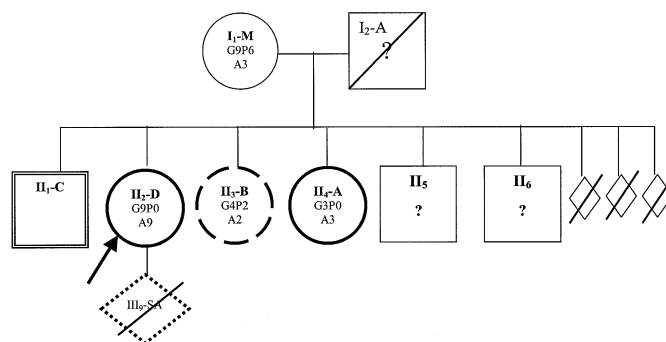 I₁-M
G9P6
A3
I₂-A
?
II₁-C
II₂-D
G9P0
A9
II₃-B
G4P2
A2
II₄-A
G3P0
A3
II₅
?
II₆
?
III₉-SA